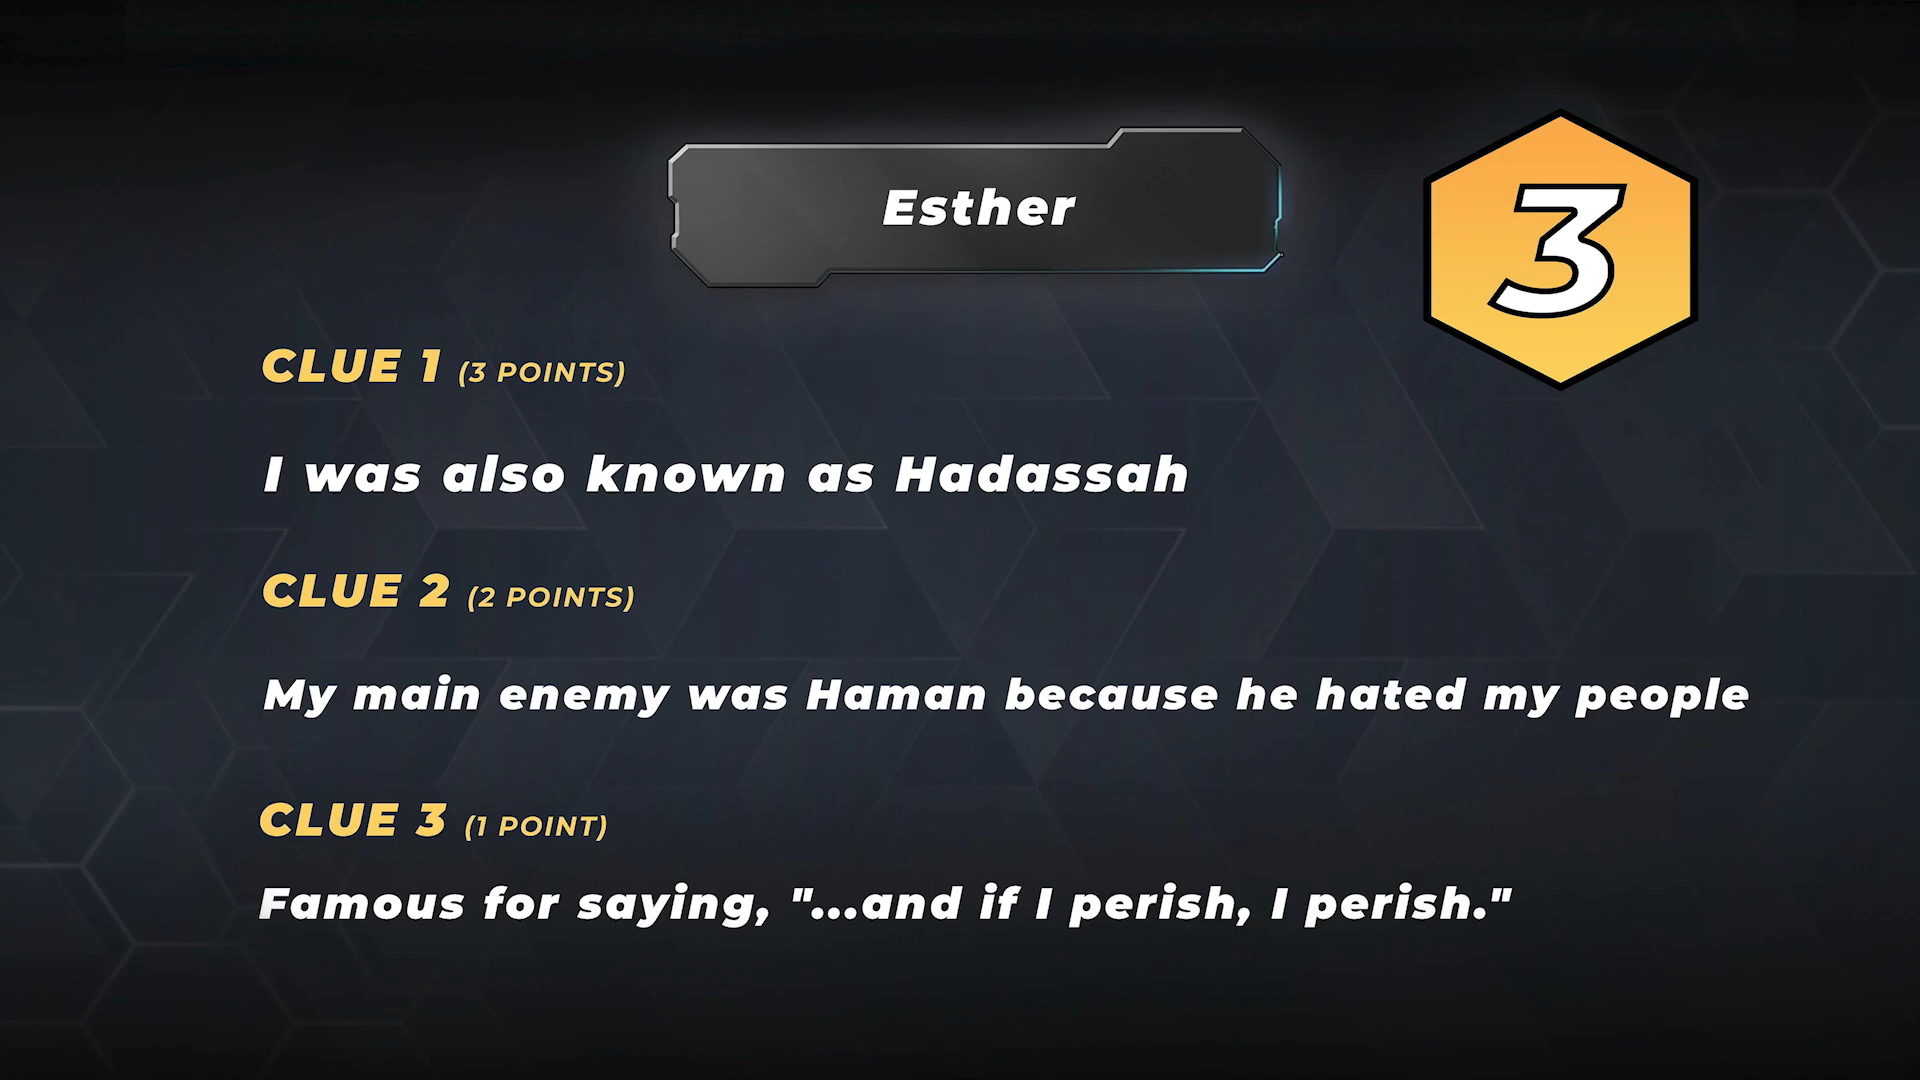 Esther
3
CLUE 1 (3 POINTS)
I was also known as Hadassah
CLUE 2 (2 POINTS)
My main enemy was Haman because he hated my people
CLUE 3 (1 POINT)
Famous for saying, "...and if I perish, I perish."